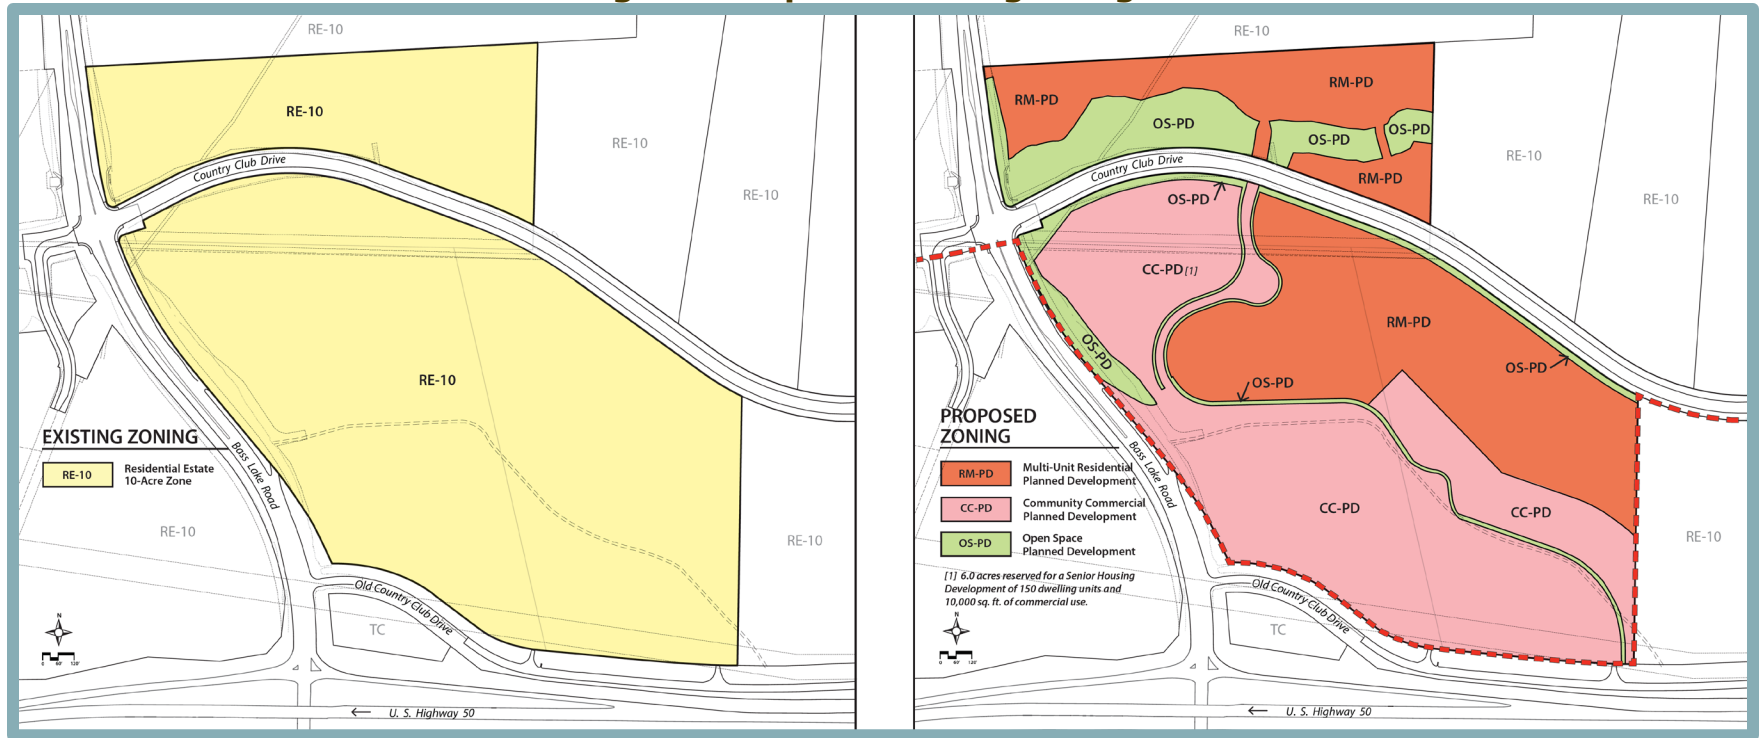 RE-10
RE-10
Country Club Drive
RE-10
RE-10
RE-10
EXISTING ZONING
RE-10
Residential Estate
10-Acre Zone
Bass Lake Road
RE-10
RE-10
Old Country Club Drive
TC
N
0 60' 120'
← U. S. Highway 50
RE-10
RM-PD
RM-PD
OS-PD
OS-PD
OS-PD
Country Club Drive
RE-10
RM-PD
OS-PD
RE-10
CC-PD [1]
RM-PD
OS-PD
OS-PD
OS-PD
PROPOSED
ZONING
RM-PD
Multi-Unit Residential
Planned Development
CC-PD
Community Commercial
Planned Development
OS-PD
Open Space
Planned Development
[1] 6.0 acres reserved for a Senior Housing
Development of 150 dwelling units and
10,000 sq. ft. of commercial use.
Bass Lake Road
CC-PD
CC-PD
RE-10
Old Country Club Drive
TC
N
0 60' 120'
← U. S. Highway 50